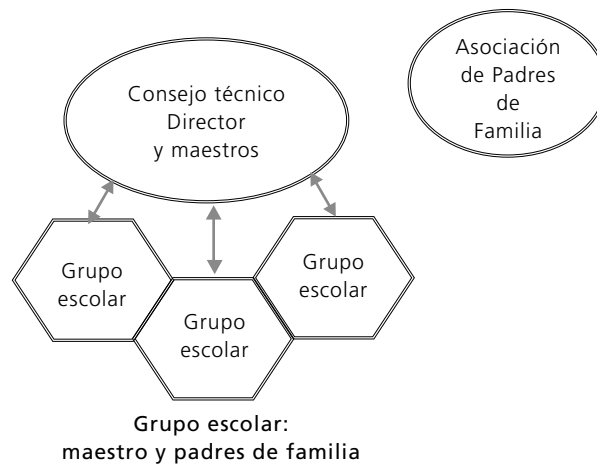 Consejo técnico
Director
y maestros
Asociación
de Padres
de
Familia
Grupo
escolar
Grupo
escolar
Grupo
escolar
Grupo escolar:
maestro y padres de familia